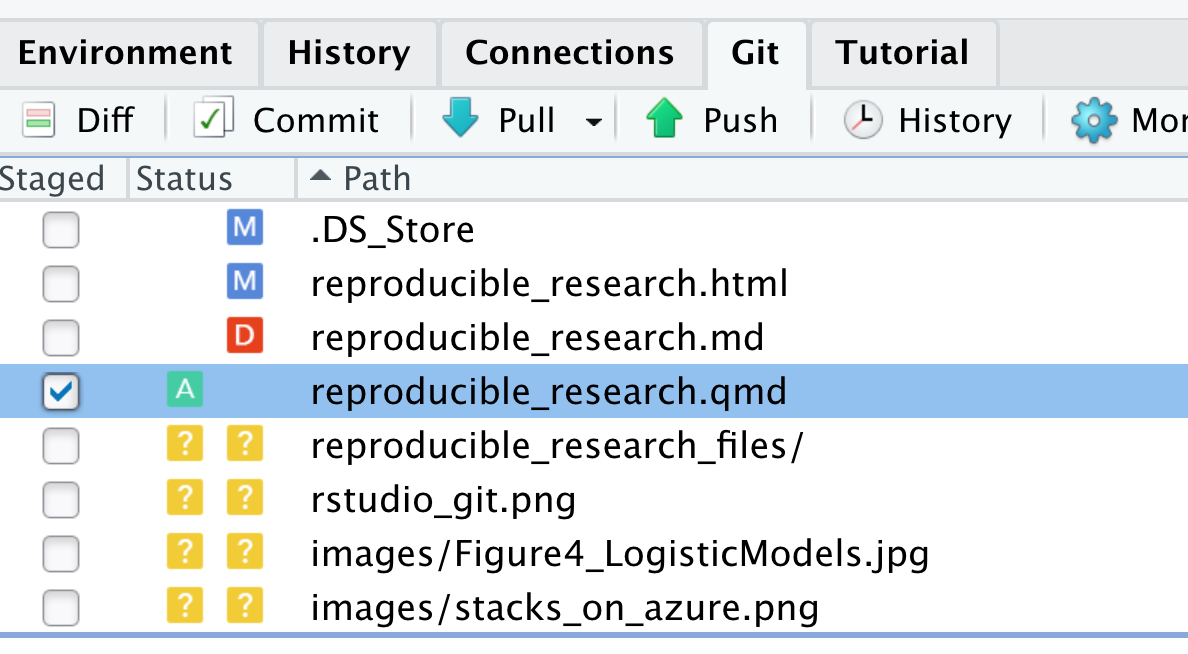 Environment History Connections Git Tutorial
Diff Commit Pull Push History Mor
Staged Status Path
M .DS_Store
M reproducible_research.html
D reproducible_research.md
A reproducible_research.qmd
? ? reproducible_research_files/
? ? rstudio_git.png
? ? images/Figure4_LogisticModels.jpg
? ? images/stacks_on_azure.png